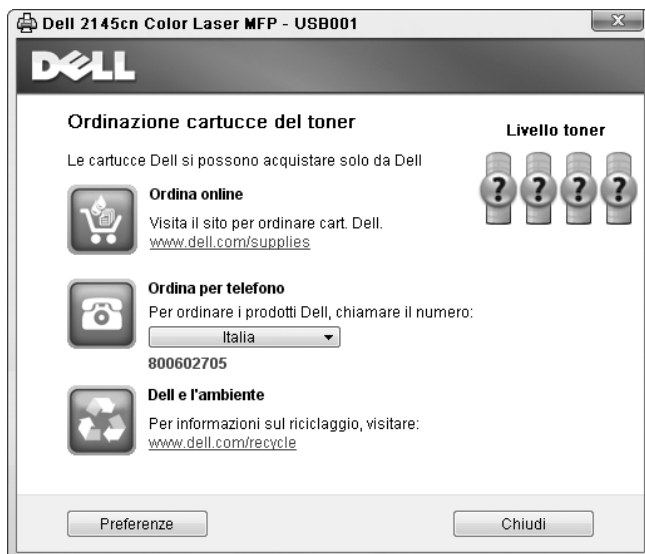 Dell 2145cn Color Laser MFP - USB001
DELL
Ordinazione cartucce del toner
Livello toner
Le cartucce Dell si possono acquistare solo da Dell
? ? ? ?
Ordina online
Visita il sito per ordinare cart. Dell.
www.dell.com/supplies
Ordina per telefono
Per ordinare i prodotti Dell, chiamare il numero:
Italia
800602705
Dell e l'ambiente
Per informazioni sul riciclaggio, visitare:
www.dell.com/recycle
Preferenze
Chiudi